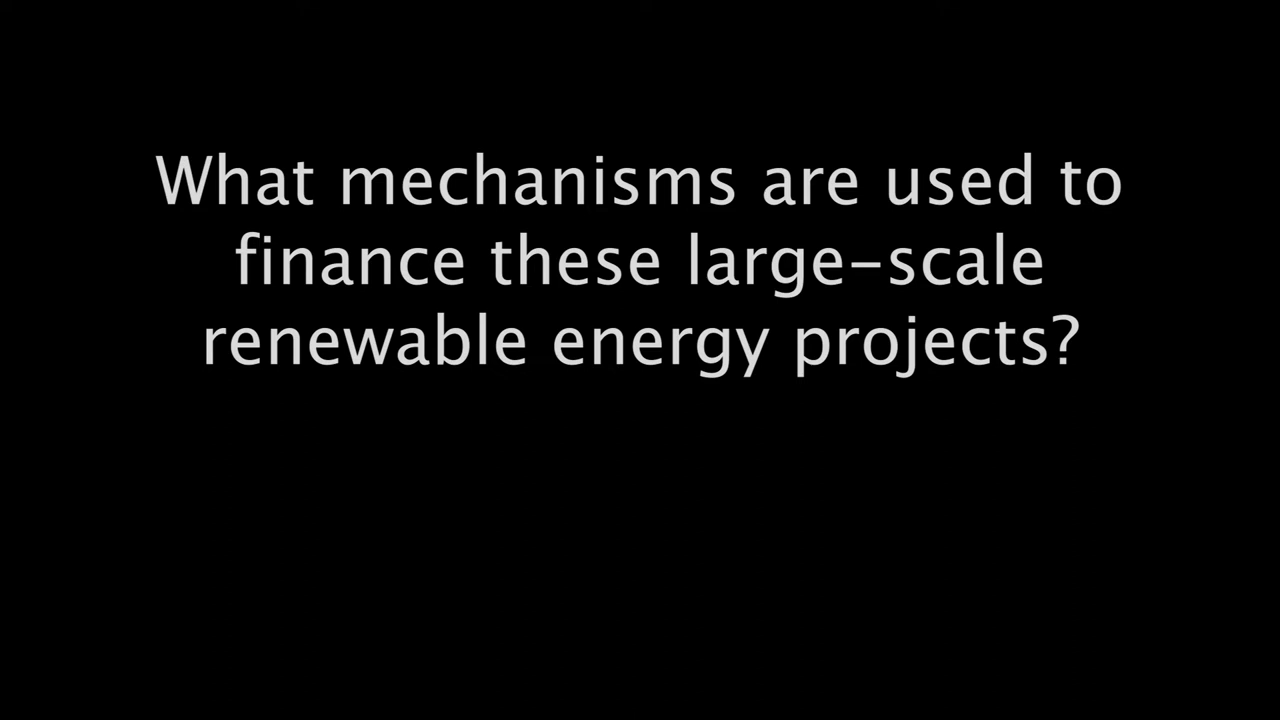 What mechanisms are used to
finance these large-scale
renewable energy projects?